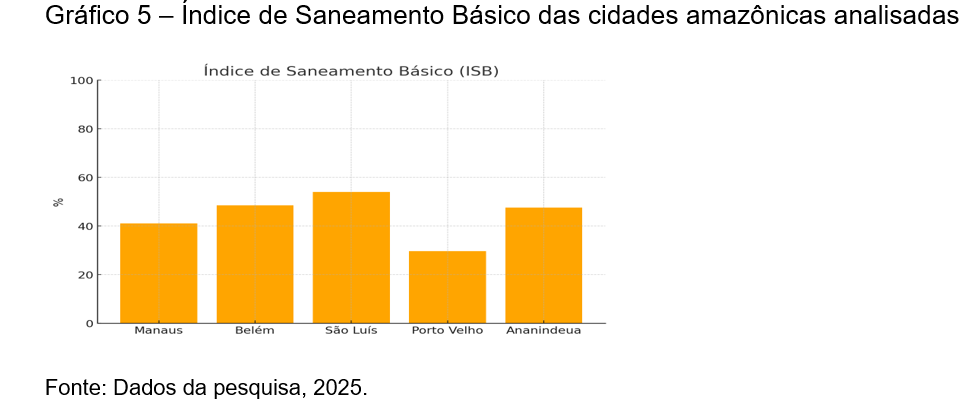 Gráfico 5 – Índice de Saneamento Básico das cidades amazônicas analisadas
Índice de Saneamento Básico (ISB)
100
80
60
%
40
20
0
Manaus Belém São Luís Porto Velho Ananindeua
Fonte: Dados da pesquisa, 2025.